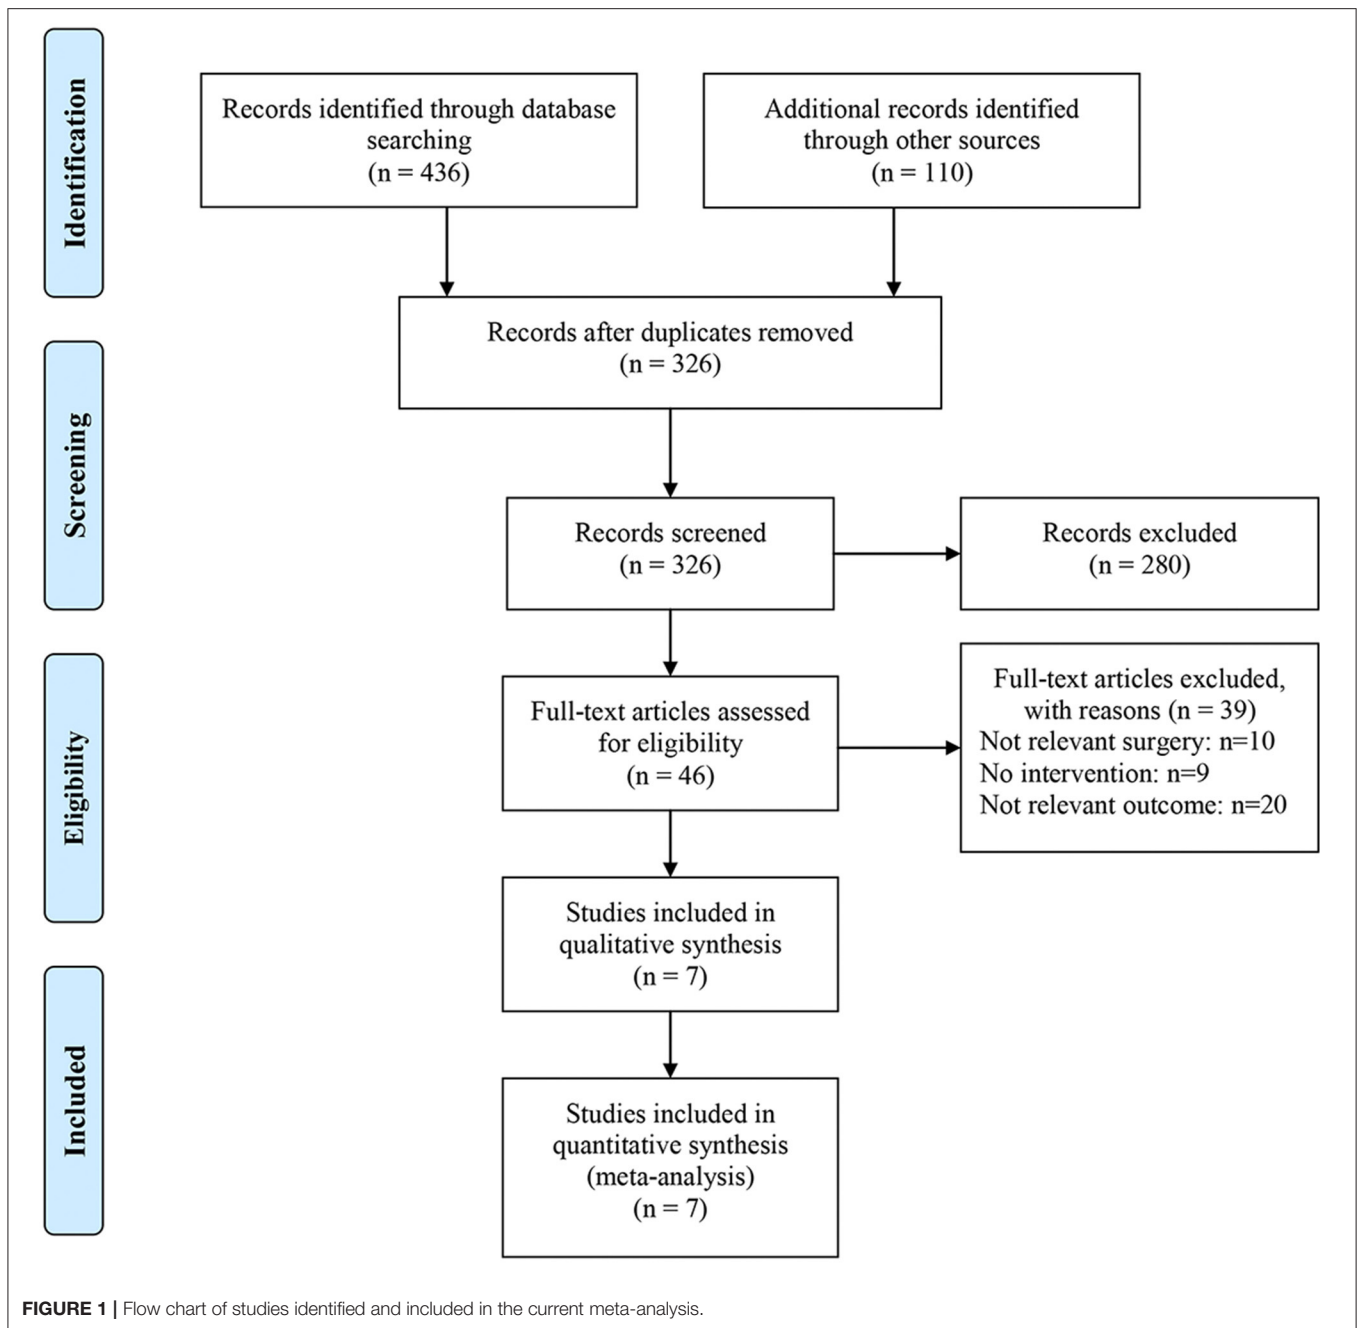 Identification
Records identified through database
searching
(n = 436)
Additional records identified
through other sources
(n = 110)
Records after duplicates removed
(n = 326)
Screening
Records screened
(n = 326)
Records excluded
(n = 280)
Eligibility
Full-text articles assessed
for eligibility
(n = 46)
Full-text articles excluded,
with reasons (n = 39)
Not relevant surgery: n=10
No intervention: n=9
Not relevant outcome: n=20
Studies included in
qualitative synthesis
(n = 7)
Included
Studies included in
quantitative synthesis
(meta-analysis)
(n = 7)
FIGURE 1 | Flow chart of studies identified and included in the current meta-analysis.